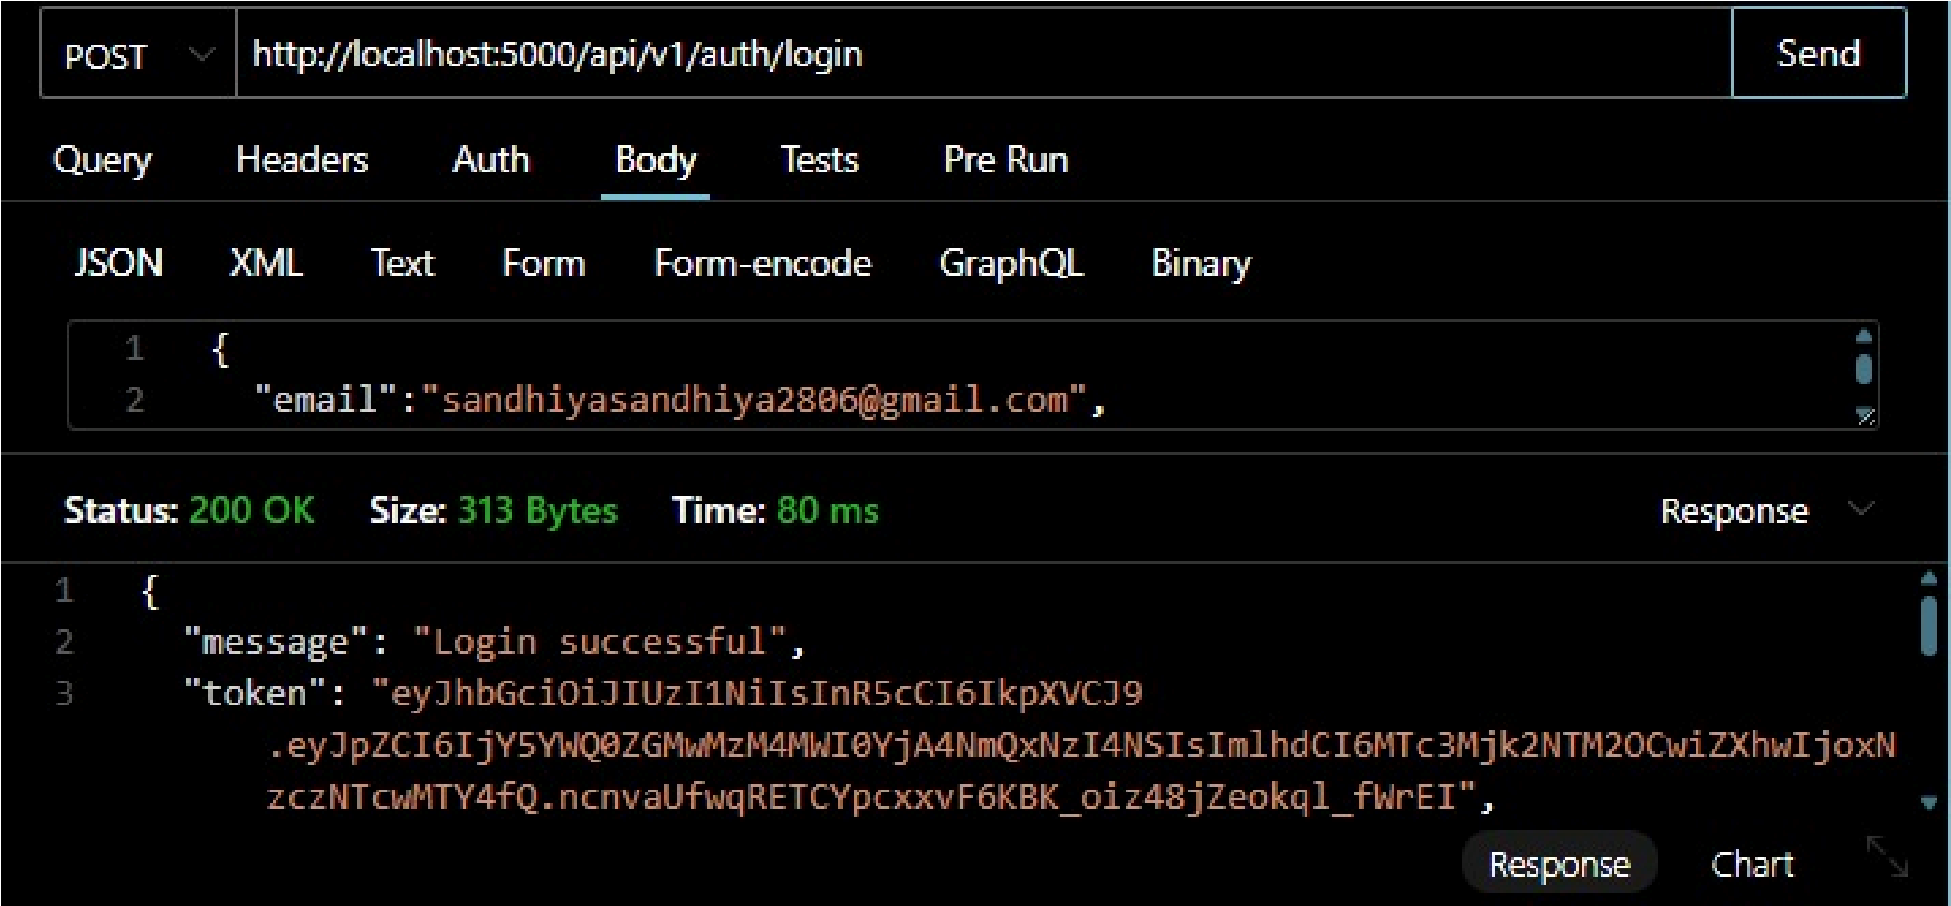 POST http://localhost:5000/api/v1/auth/login Send
Query Headers Auth Body Tests Pre Run
JSON XML Text Form Form-encode GraphQL Binary
1 {
2 "email":"sandhiyasandhiya2806@gmail.com",
Status: 200 OK Size: 313 Bytes Time: 80 ms Response
1 {
2 "message": "Login successful",
3 "token": "eyJhbGciOiJIUzI1NiIsInR5cCI6IkpXVCJ9
.eyJpZCI6IjY5YWQ0ZGMwMzM4MWI0YjA4NmQxNzI4NSIsImlhdCI6MTc3Mjk2NTM2OCwiZXhwIjoxN
zczNTcwMTY4fQ.ncnvaUfwqRETCYpcxxvF6KBK_oiz48jZeokql_fWrEI",
Response Chart